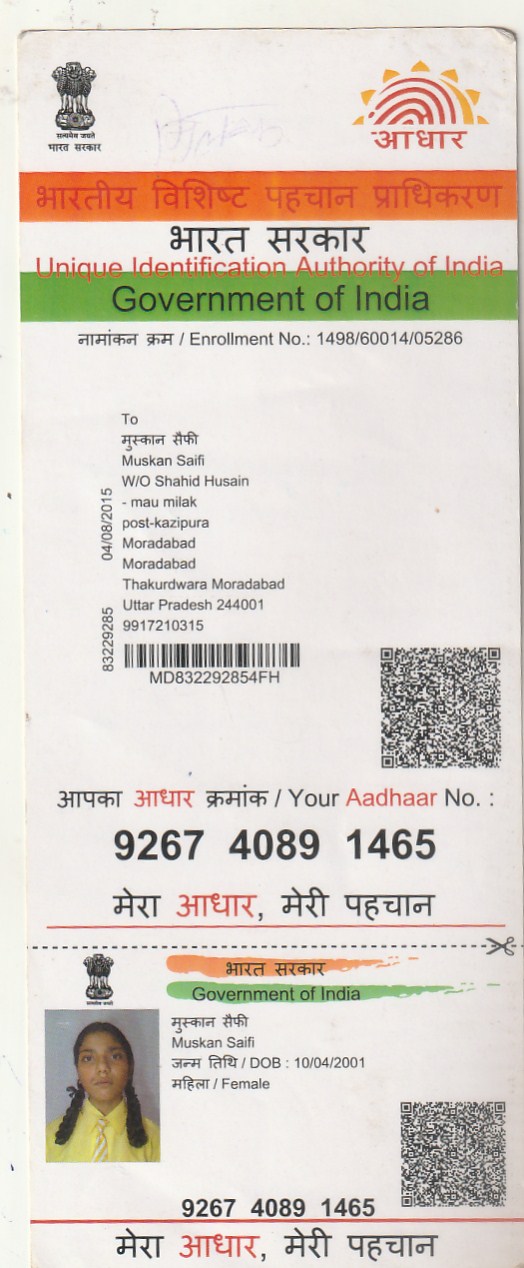 सत्यमेव जयते
भारत सरकार
आधार
भारतीय विशिष्ट पहचान प्राधिकरण
भारत सरकार
Unique Identification Authority of India
Government of India
नामांकन क्रम / Enrollment No.: 1498/60014/05286
To
मुस्कान सैफी
Muskan Saifi
W/O Shahid Husain
- mau milak
post-kazipura
Moradabad
Moradabad
Thakurdwara Moradabad
Uttar Pradesh 244001
9917210315
04/08/2015
83229285
MD832292854FH
आपका आधार क्रमांक / Your Aadhaar No. :
9267 4089 1465
मेरा आधार, मेरी पहचान
सत्यमेव जयते
भारत सरकार
Government of India
मुस्कान सैफी
Muskan Saifi
जन्म तिथि / DOB : 10/04/2001
महिला / Female
9267 4089 1465
मेरा आधार, मेरी पहचान